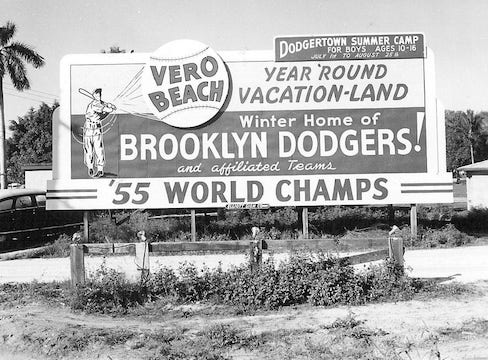 DODGERTOWN SUMMER CAMP
FOR BOYS AGES 10-16
VERO
BEACH
YEAR 'ROUND
VACATION-LAND
Winter Home of
BROOKLYN DODGERS!
and affiliated Teams
'55 WORLD CHAMPS